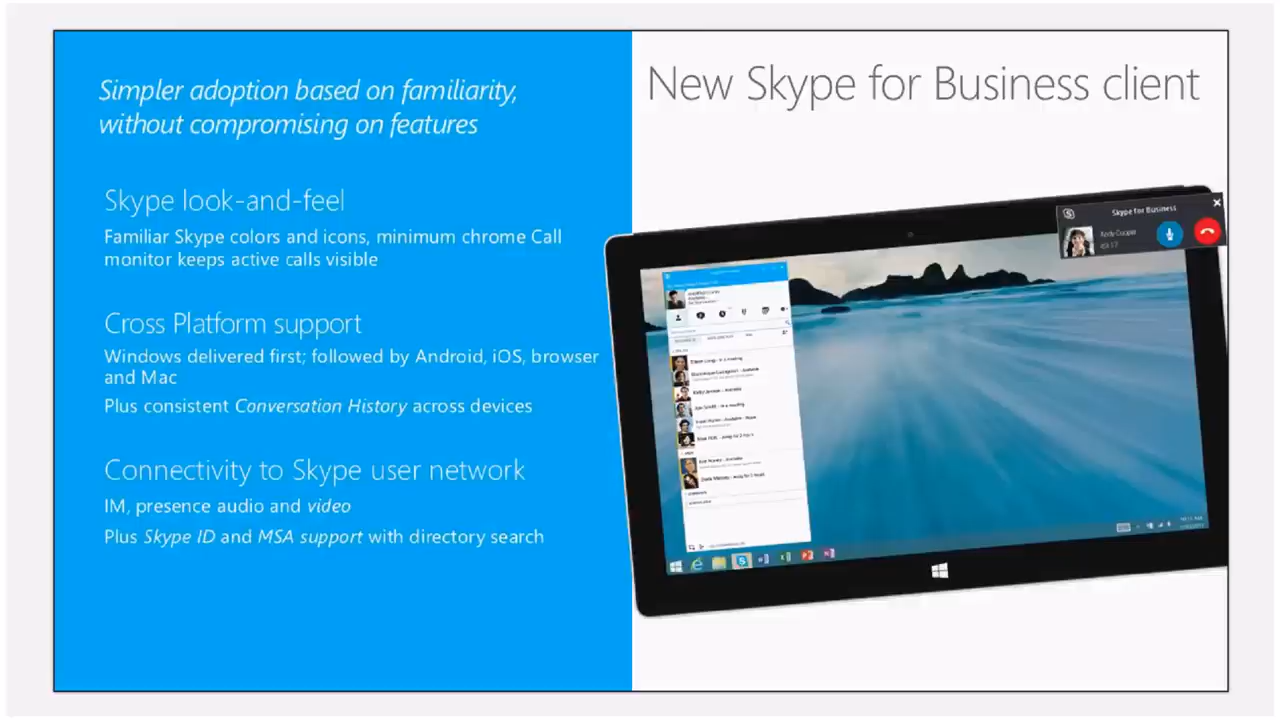 Simpler adoption based on familiarity,
without compromising on features
Skype look-and-feel
Familiar Skype colors and icons, minimum chrome Call
monitor keeps active calls visible
Cross Platform support
Windows delivered first; followed by Android, iOS, browser
and Mac
Plus consistent Conversation History across devices
Connectivity to Skype user network
IM, presence audio and video
Plus Skype ID and MSA support with directory search
New Skype for Business client
Skype for Business
Cooper